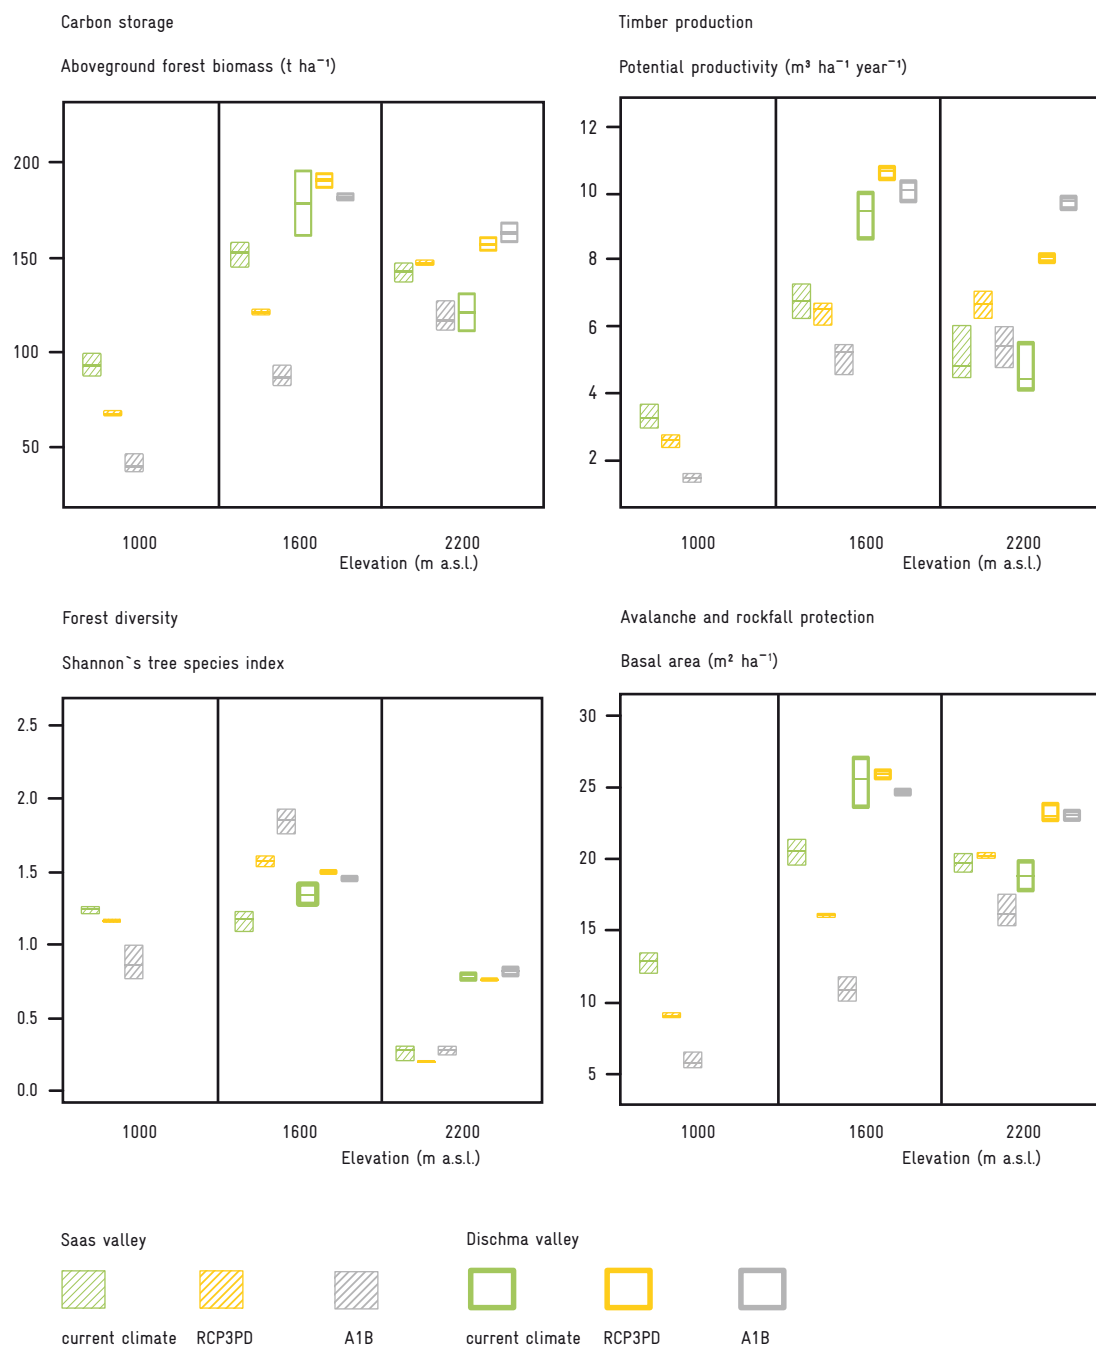 Carbon storage
Aboveground forest biomass (t ha⁻¹)
200
150
100
50
1000 1600 2200
Elevation (m a.s.l.)
Timber production
Potential productivity (m³ ha⁻¹ year⁻¹)
12
10
8
6
4
2
1000 1600 2200
Elevation (m a.s.l.)
Forest diversity
Shannon`s tree species index
2.5
2.0
1.5
1.0
0.5
0.0
1000 1600 2200
Elevation (m a.s.l.)
Avalanche and rockfall protection
Basal area (m² ha⁻¹)
30
25
20
15
10
5
1000 1600 2200
Elevation (m a.s.l.)
Saas valley
current climate RCP3PD A1B
Dischma valley
current climate RCP3PD A1B